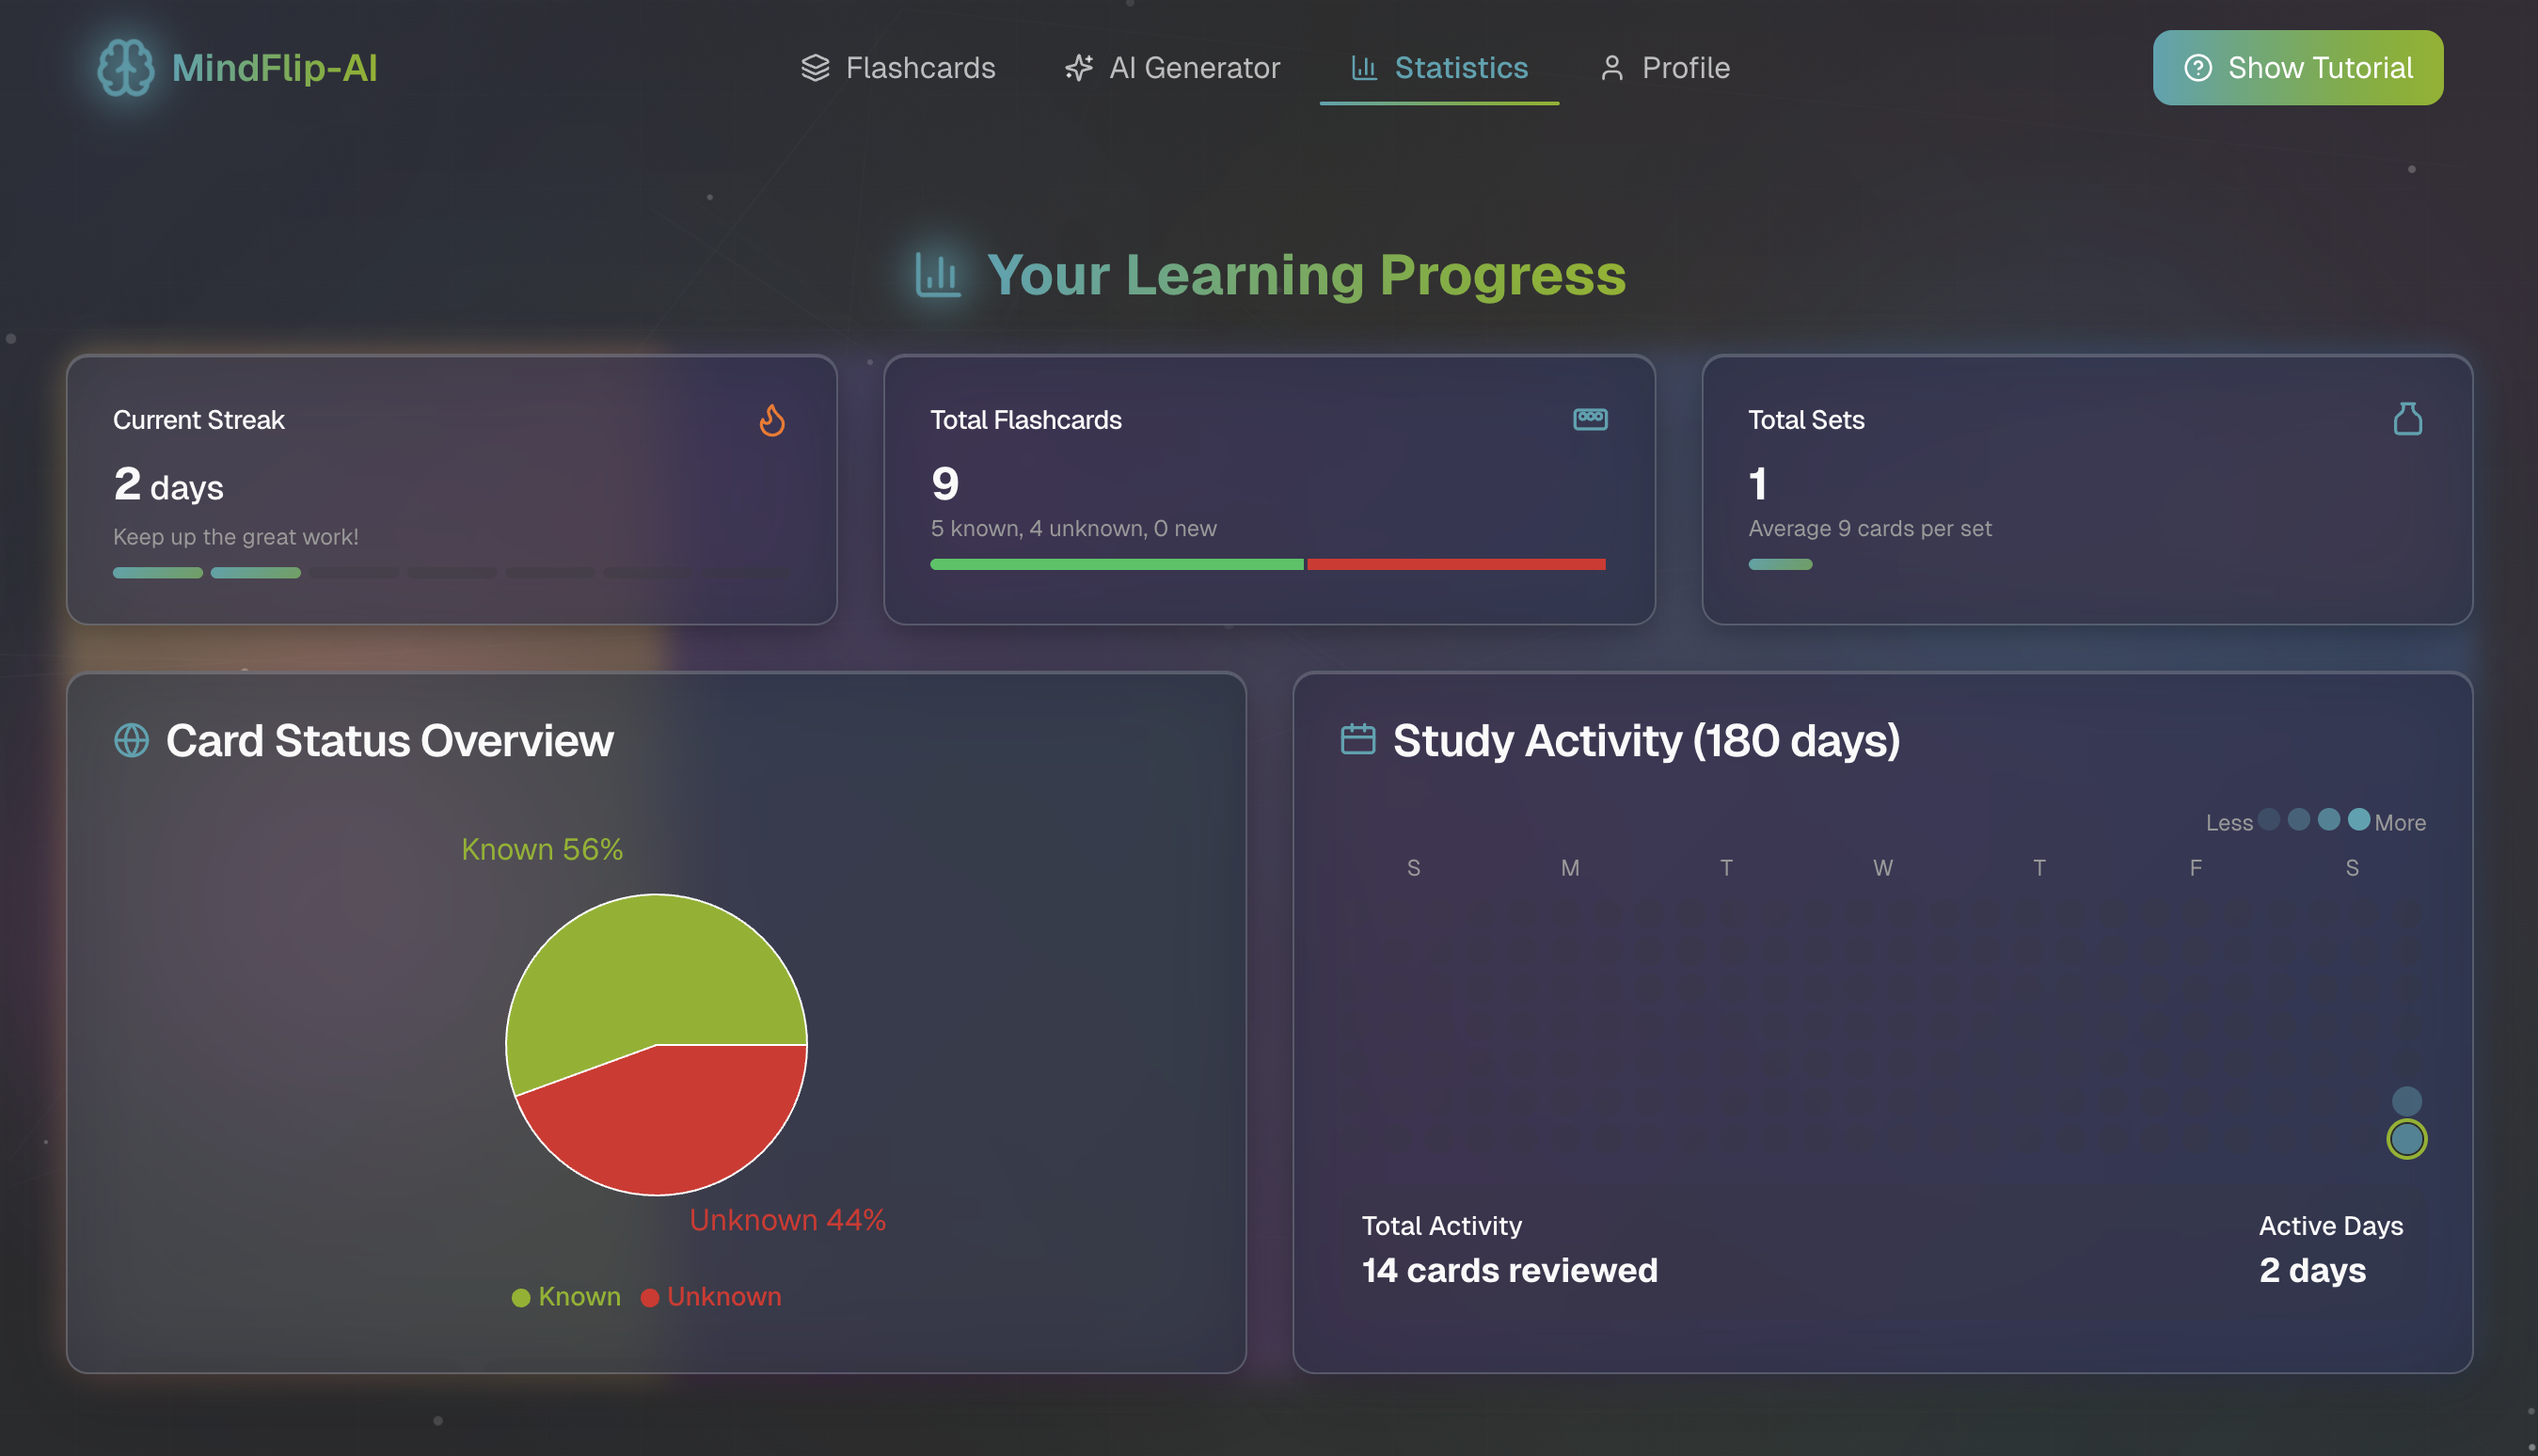 MindFlip-AI
Flashcards
AI Generator
Statistics
Profile
Show Tutorial
Your Learning Progress
Current Streak
2 days
Keep up the great work!
Total Flashcards
9
5 known, 4 unknown, 0 new
Total Sets
1
Average 9 cards per set
Card Status Overview
Known 56%
Unknown 44%
Known
Unknown
Study Activity (180 days)
Less
More
S M T W T F S
Total Activity
14 cards reviewed
Active Days
2 days